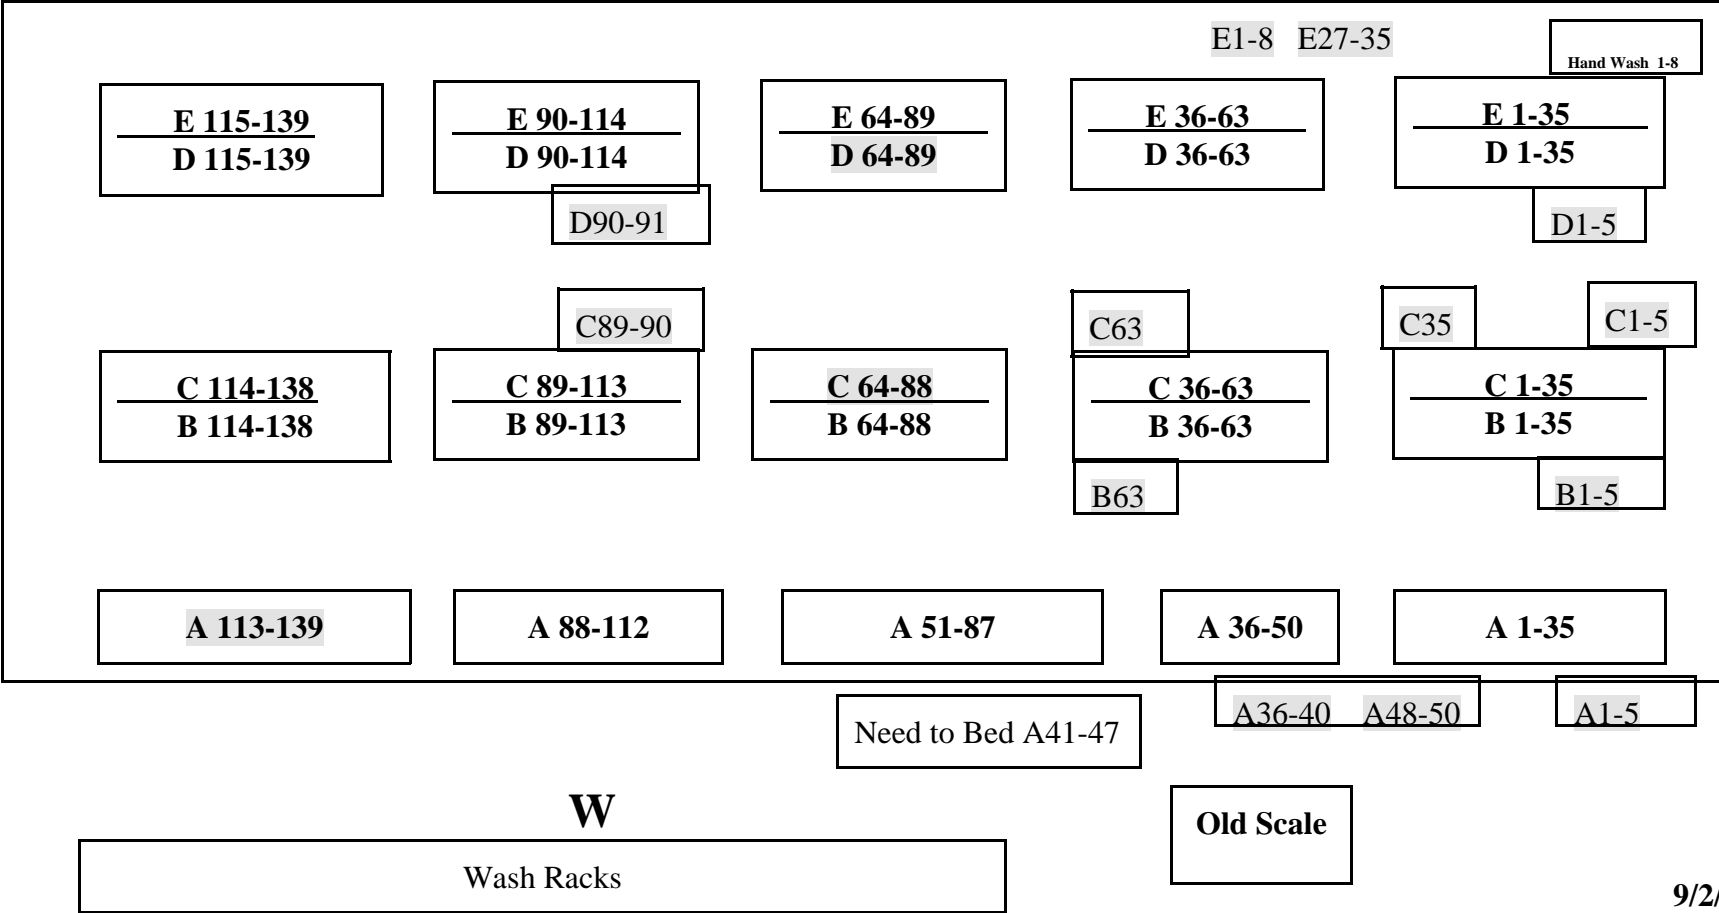 E1-8 E27-35
Hand Wash 1-8
E 115-139
D 115-139
E 90-114
D 90-114
E 64-89
D 64-89
E 36-63
D 36-63
E 1-35
D 1-35
D90-91
D1-5
C89-90
C63
C35
C1-5
C 114-138
B 114-138
C 89-113
B 89-113
C 64-88
B 64-88
C 36-63
B 36-63
C 1-35
B 1-35
B63
B1-5
A 113-139
A 88-112
A 51-87
A 36-50
A 1-35
A36-40 A48-50
A1-5
Need to Bed A41-47
W
Old Scale
Wash Racks
9/2/